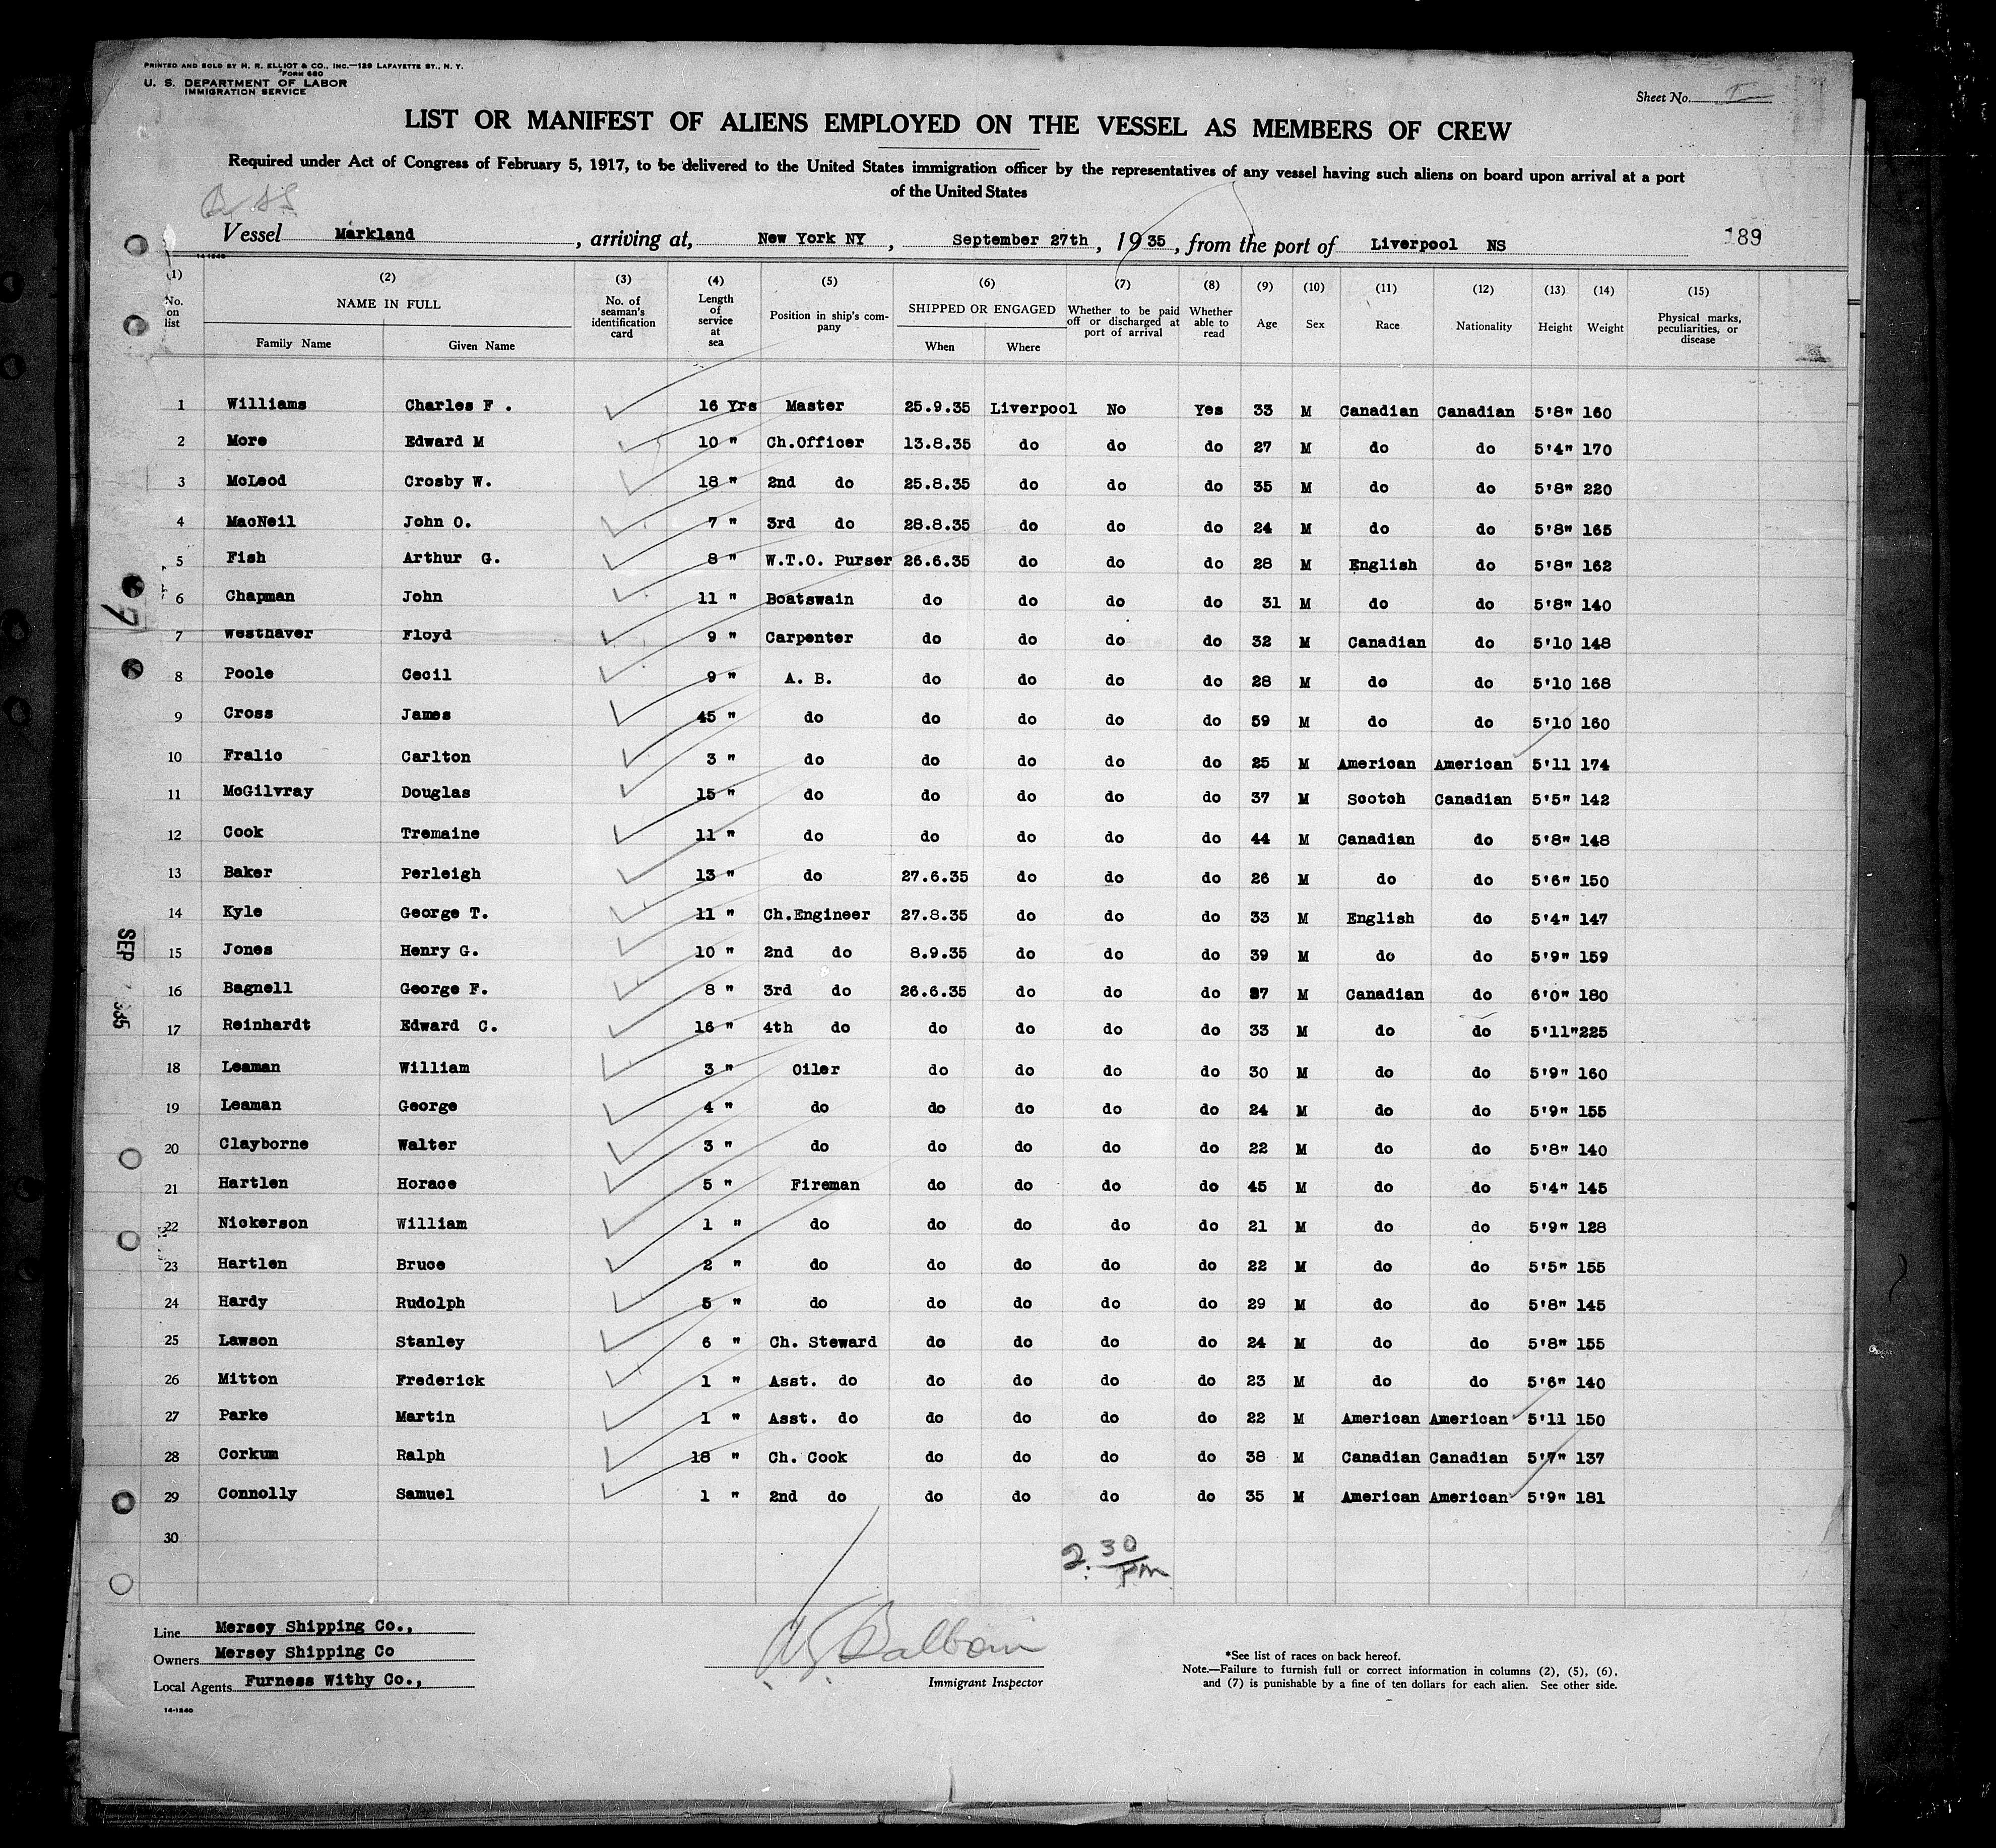 PRINTED AND SOLD BY H. R. ELLIOT & CO., INC.—129 LAFAYETTE ST., N. Y.
FORM 680
U. S. DEPARTMENT OF LABOR
IMMIGRATION SERVICE
Sheet No.
LIST OR MANIFEST OF ALIENS EMPLOYED ON THE VESSEL AS MEMBERS OF CREW
Required under Act of Congress of February 5, 1917, to be delivered to the United States immigration officer by the representatives of any vessel having such aliens on board upon arrival at a port
of the United States
Vessel Markland, arriving at, New York NY, September 27th, 1935, from the port of Liverpool NS
189
14-1240
(1) (2) (3) (4) (5) (6) (7) (8) (9) (10) (11) (12) (13) (14) (15)
No. on list NAME IN FULL Family Name Given Name No. of seaman's identification card Length of service at sea Position in ship's company SHIPPED OR ENGAGED When Where Whether to be paid off or discharged at port of arrival Whether able to read Age Sex Race Nationality Height Weight Physical marks, peculiarities, or disease
1 Williams Charles F . 16 Yrs Master 25.9.35 Liverpool No Yes 33 M Canadian Canadian 5'8" 160
2 More Edward M 10 " Ch.Officer 13.8.35 do do do 27 M do do 5'4" 170
3 McLeod Crosby W. 18 " 2nd do 25.8.35 do do do 35 M do do 5'8" 220
4 MacNeil John O. 7 " 3rd do 28.8.35 do do do 24 M do do 5'8" 165
5 Fish Arthur G. 8 " W.T.O. Purser 26.6.35 do do do 28 M English do 5'8" 162
6 Chapman John 11 " Boatswain do do do do 31 M do do 5'8" 140
7 Westhaver Floyd 9 " Carpenter do do do do 32 M Canadian do 5'10 148
8 Poole Cecil 9 " A. B. do do do do 28 M do do 5'10 168
9 Cross James 45 " do do do do do 59 M do do 5'10 160
10 Fralic Carlton 3 " do do do do do 25 M American American 5'11 174
11 McGilvray Douglas 15 " do do do do do 37 M Scotch Canadian 5'5" 142
12 Cook Tremaine 11 " do do do do do 44 M Canadian do 5'8" 148
13 Baker Perleigh 13 " do 27.6.35 do do do 26 M do do 5'6" 150
14 Kyle George T. 11 " Ch.Engineer 27.8.35 do do do 33 M English do 5'4" 147
15 Jones Henry G. 10 " 2nd do 8.9.35 do do do 39 M do do 5'9" 159
16 Bagnell George F. 8 " 3rd do 26.6.35 do do do 37 M Canadian do 6'0" 180
17 Reinhardt Edward C. 16 " 4th do do do do do 33 M do do 5'11" 225
18 Leaman William 3 " Oiler do do do do 30 M do do 5'9" 160
19 Leaman George 4 " do do do do do 24 M do do 5'9" 155
20 Clayborne Walter 3 " do do do do do 22 M do do 5'8" 140
21 Hartlen Horace 5 " Fireman do do do do 45 M do do 5'4" 145
22 Nickerson William 1 " do do do do do 21 M do do 5'9" 128
23 Hartlen Bruce 2 " do do do do do 22 M do do 5'5" 155
24 Hardy Rudolph 5 " do do do do do 29 M do do 5'8" 145
25 Lawson Stanley 6 " Ch. Steward do do do do 24 M do do 5'8" 155
26 Mitton Frederick 1 " Asst. do do do do do 23 M do do 5'6" 140
27 Parke Martin 1 " Asst. do do do do do 22 M American American 5'11 150
28 Corkum Ralph 18 " Ch. Cook do do do do 38 M Canadian Canadian 5'7" 137
29 Connolly Samuel 1 " 2nd do do do do do 35 M American American 5'9" 181
30
2:30 PM
Line Mersey Shipping Co.,
Owners Mersey Shipping Co
Local Agents Furness Withy Co.,
14-1240
Immigrant Inspector
*See list of races on back hereof.
Note.—Failure to furnish full or correct information in columns (2), (5), (6),
and (7) is punishable by a fine of ten dollars for each alien. See other side.